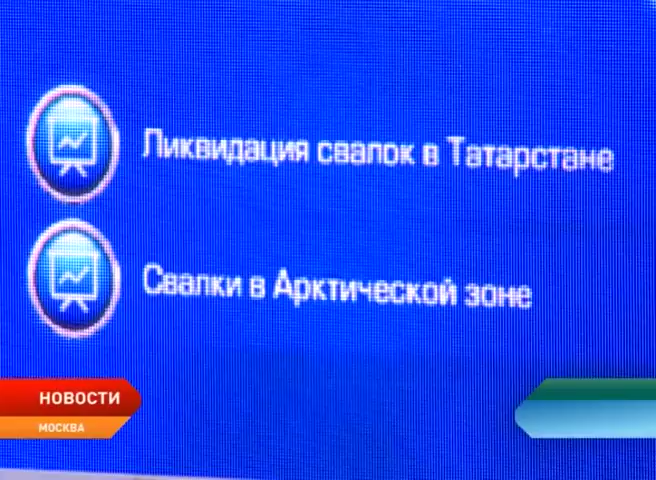 Ликвидация свалок в Татарстане
Свалки в Арктической зоне
НОВОСТИ
МОСКВА